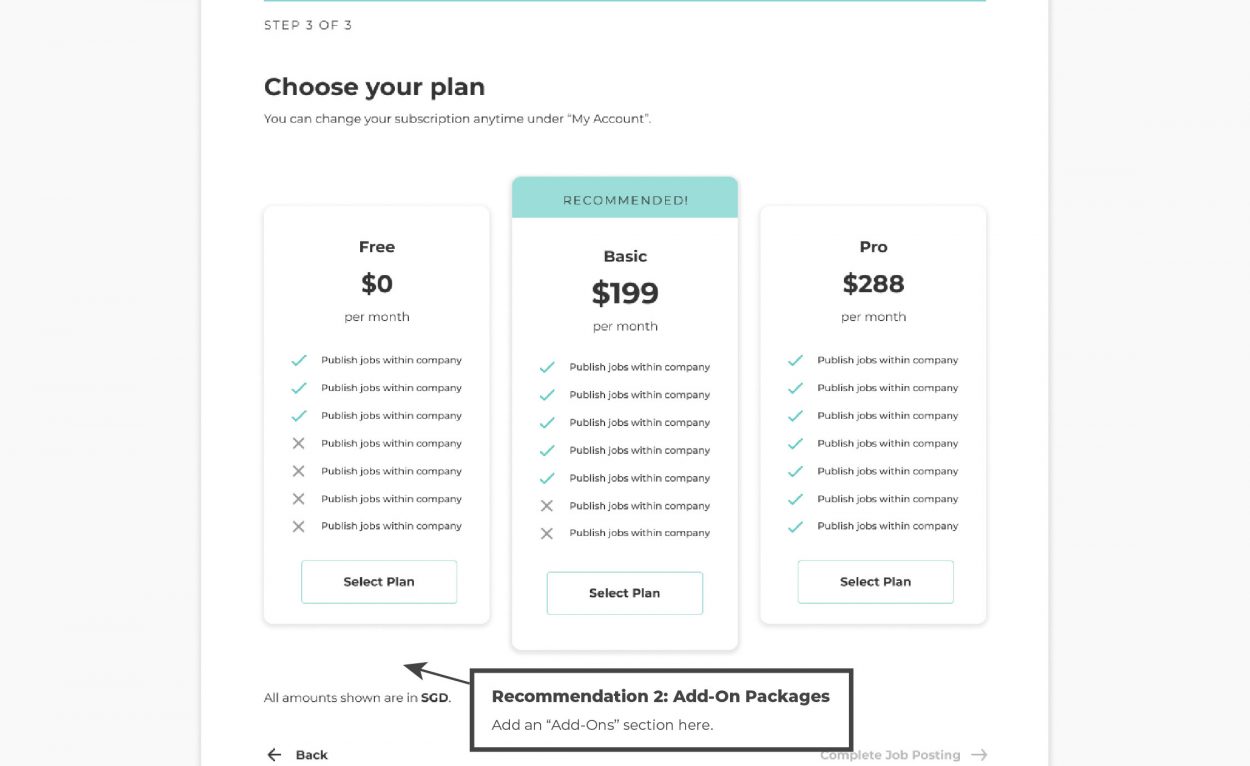 STEP 3 OF 3
Choose your plan
You can change your subscription anytime under “My Account”.
Free
$0
per month
Publish jobs within company
Publish jobs within company
Publish jobs within company
Publish jobs within company
Publish jobs within company
Publish jobs within company
Publish jobs within company
Select Plan
RECOMMENDED!
Basic
$199
per month
Publish jobs within company
Publish jobs within company
Publish jobs within company
Publish jobs within company
Publish jobs within company
Publish jobs within company
Publish jobs within company
Select Plan
Pro
$288
per month
Publish jobs within company
Publish jobs within company
Publish jobs within company
Publish jobs within company
Publish jobs within company
Publish jobs within company
Publish jobs within company
Select Plan
All amounts shown are in SGD.
Recommendation 2: Add-On Packages
Add an “Add-Ons” section here.
Back
Complete Job Posting